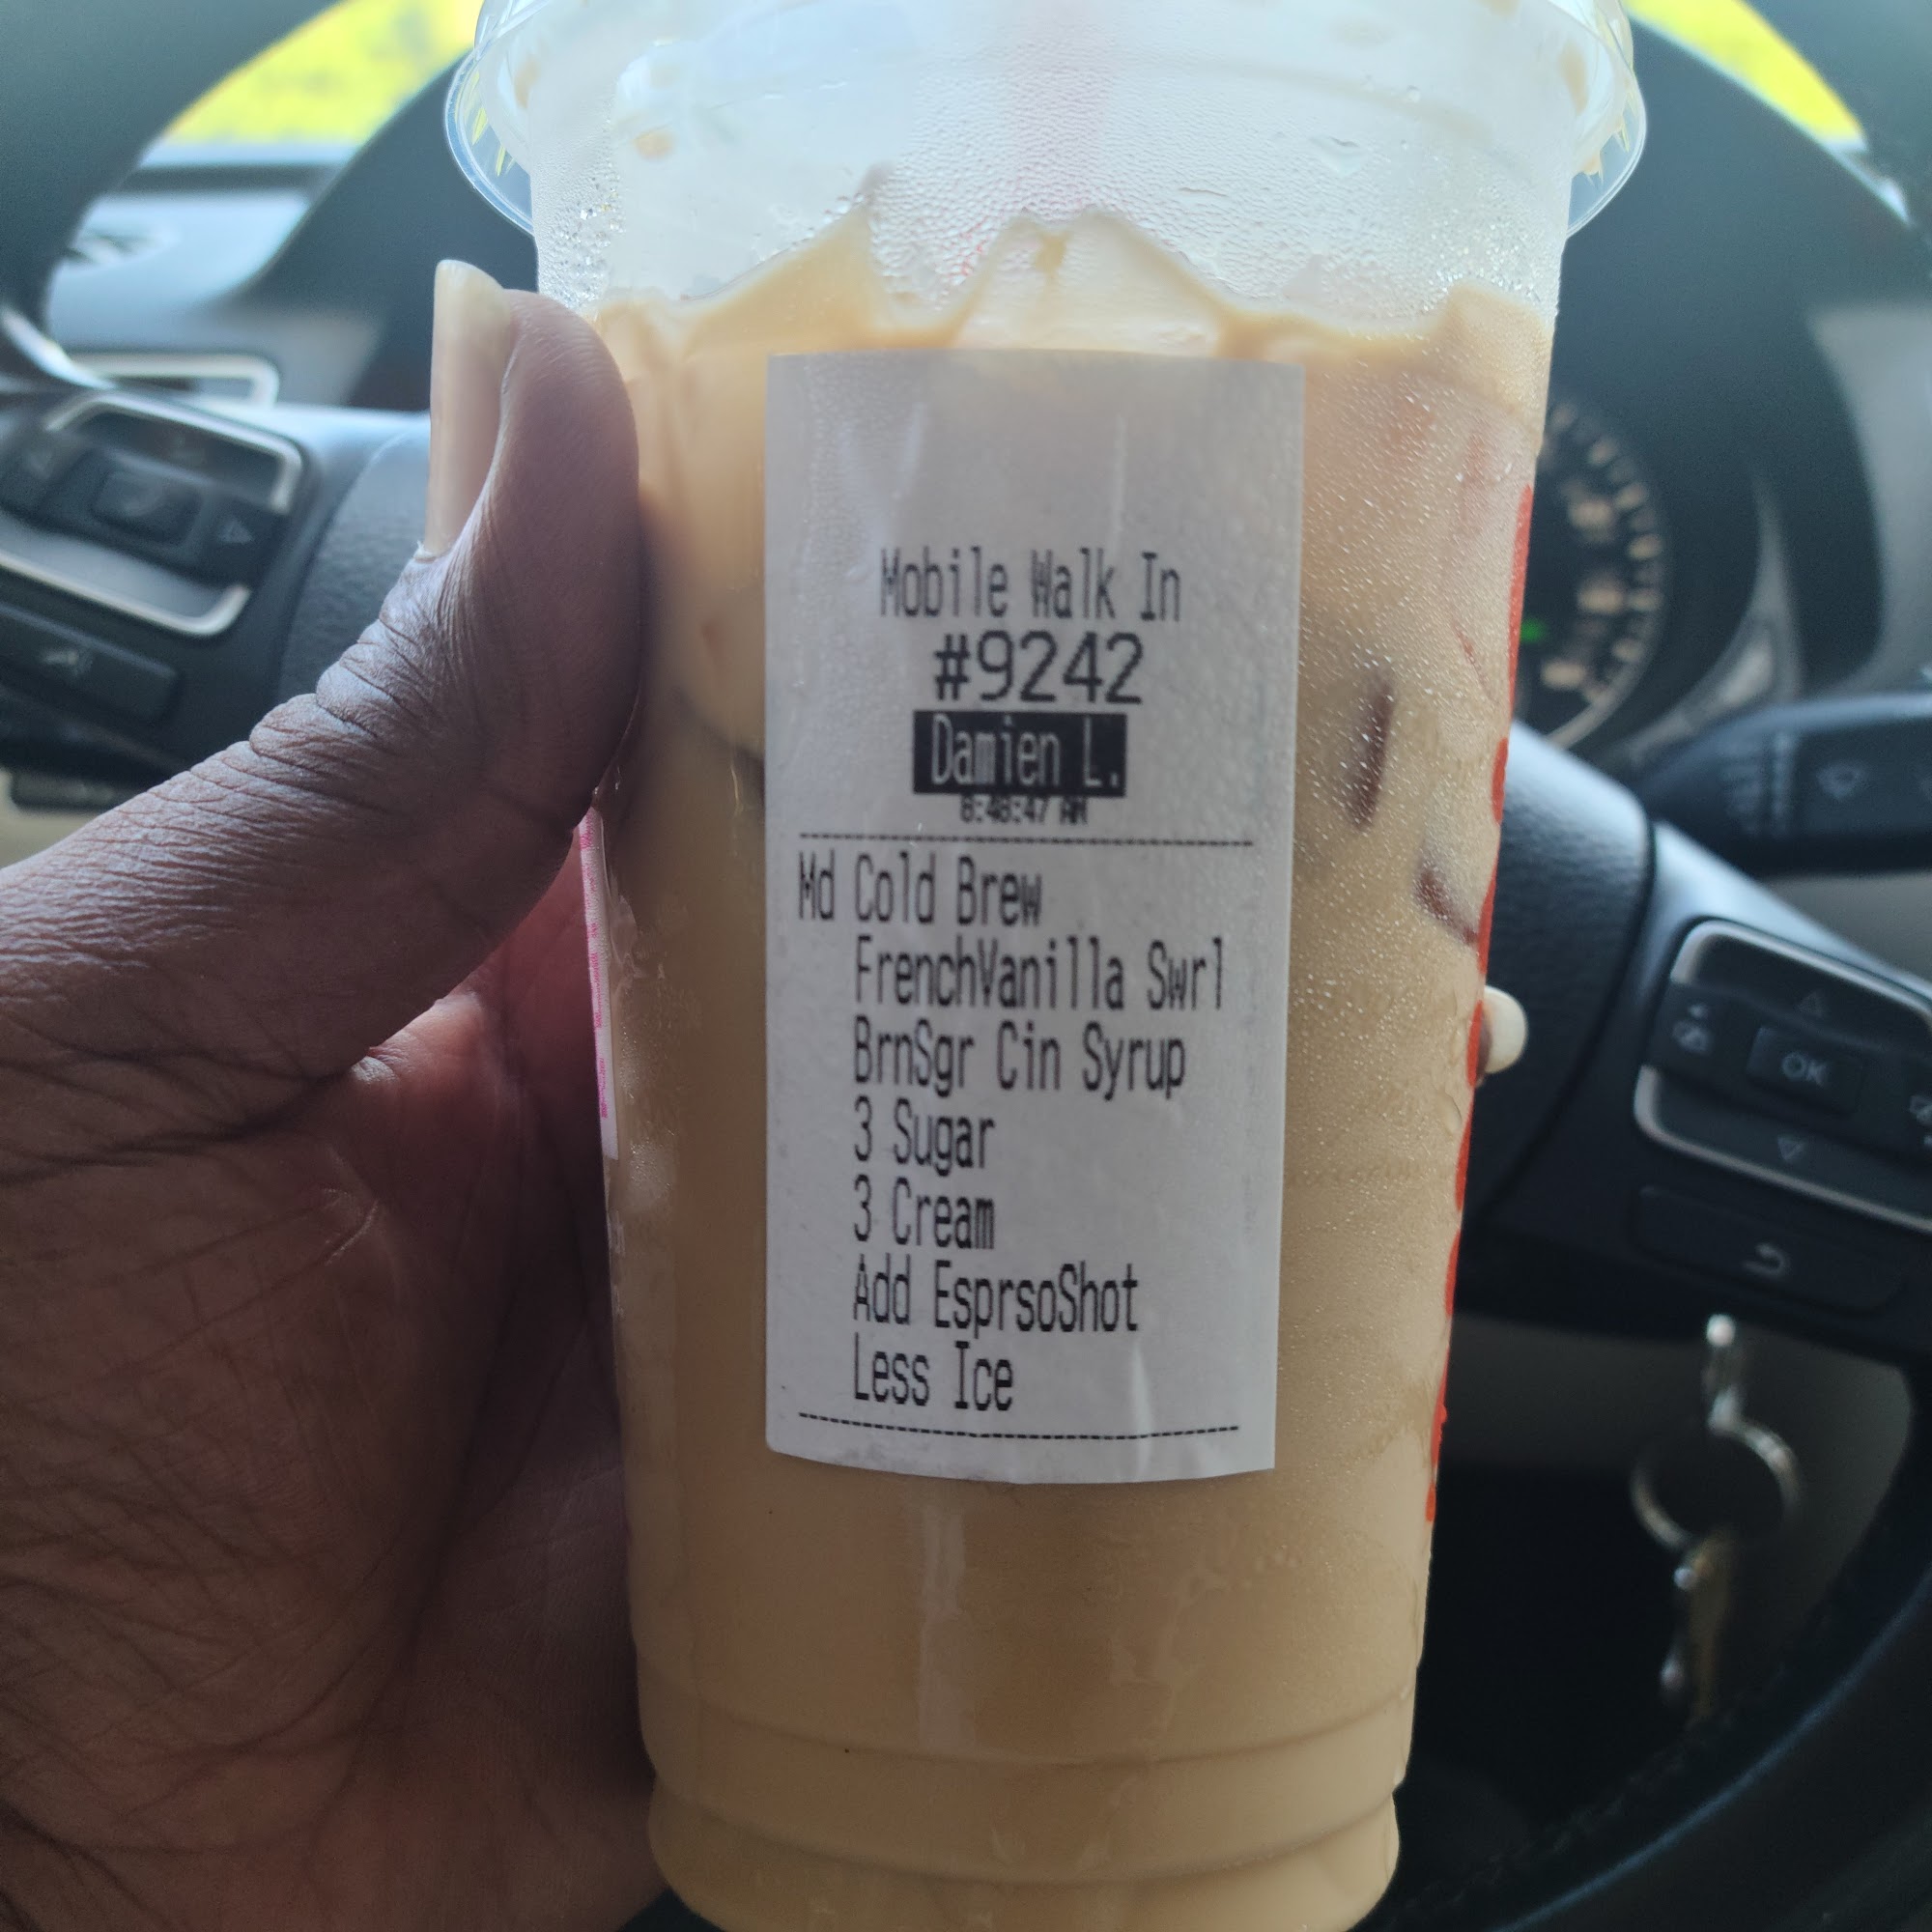 Mobile Walk In
#9242
Damien L.
Md Cold Brew
FrenchVanilla Swrl
BrnSgr Cin Syrup
3 Sugar
3 Cream
Add EsprsoShot
Less Ice
OK